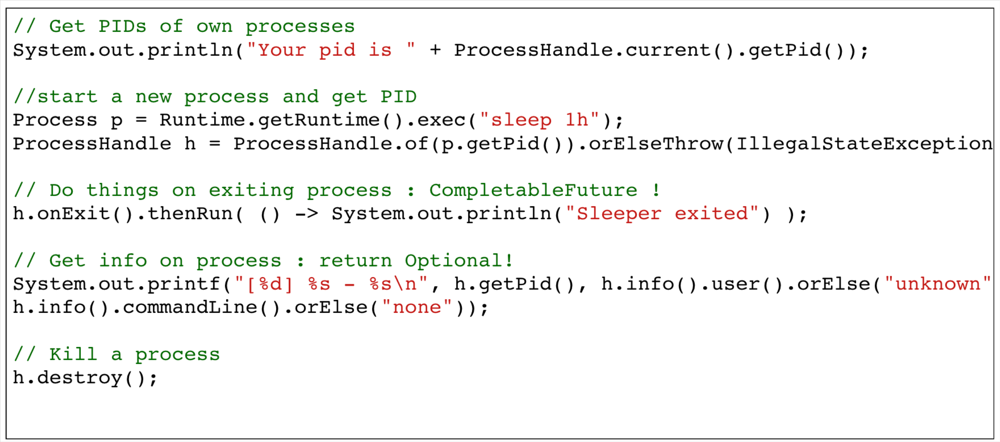 // Get PIDs of own processes
System.out.println("Your pid is " + ProcessHandle.current().getPid());
//start a new process and get PID
Process p = Runtime.getRuntime().exec("sleep 1h");
ProcessHandle h = ProcessHandle.of(p.getPid()).orElseThrow(IllegalStateException
// Do things on exiting process : CompletableFuture !
h.onExit().thenRun( () -> System.out.println("Sleeper exited") );
// Get info on process : return Optional!
System.out.printf("[%d] %s - %s\n", h.getPid(), h.info().user().orElse("unknown"
h.info().commandLine().orElse("none"));
// Kill a process
h.destroy();